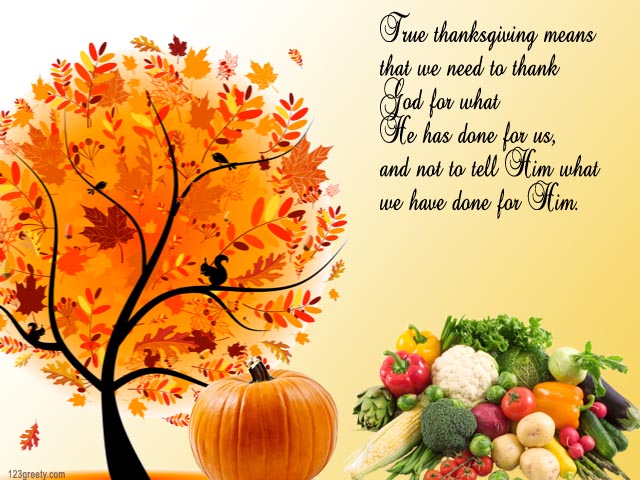 True thanksgiving means
that we need to thank
God for what
He has done for us,
and not to tell Him what
we have done for Him.
123greety.com